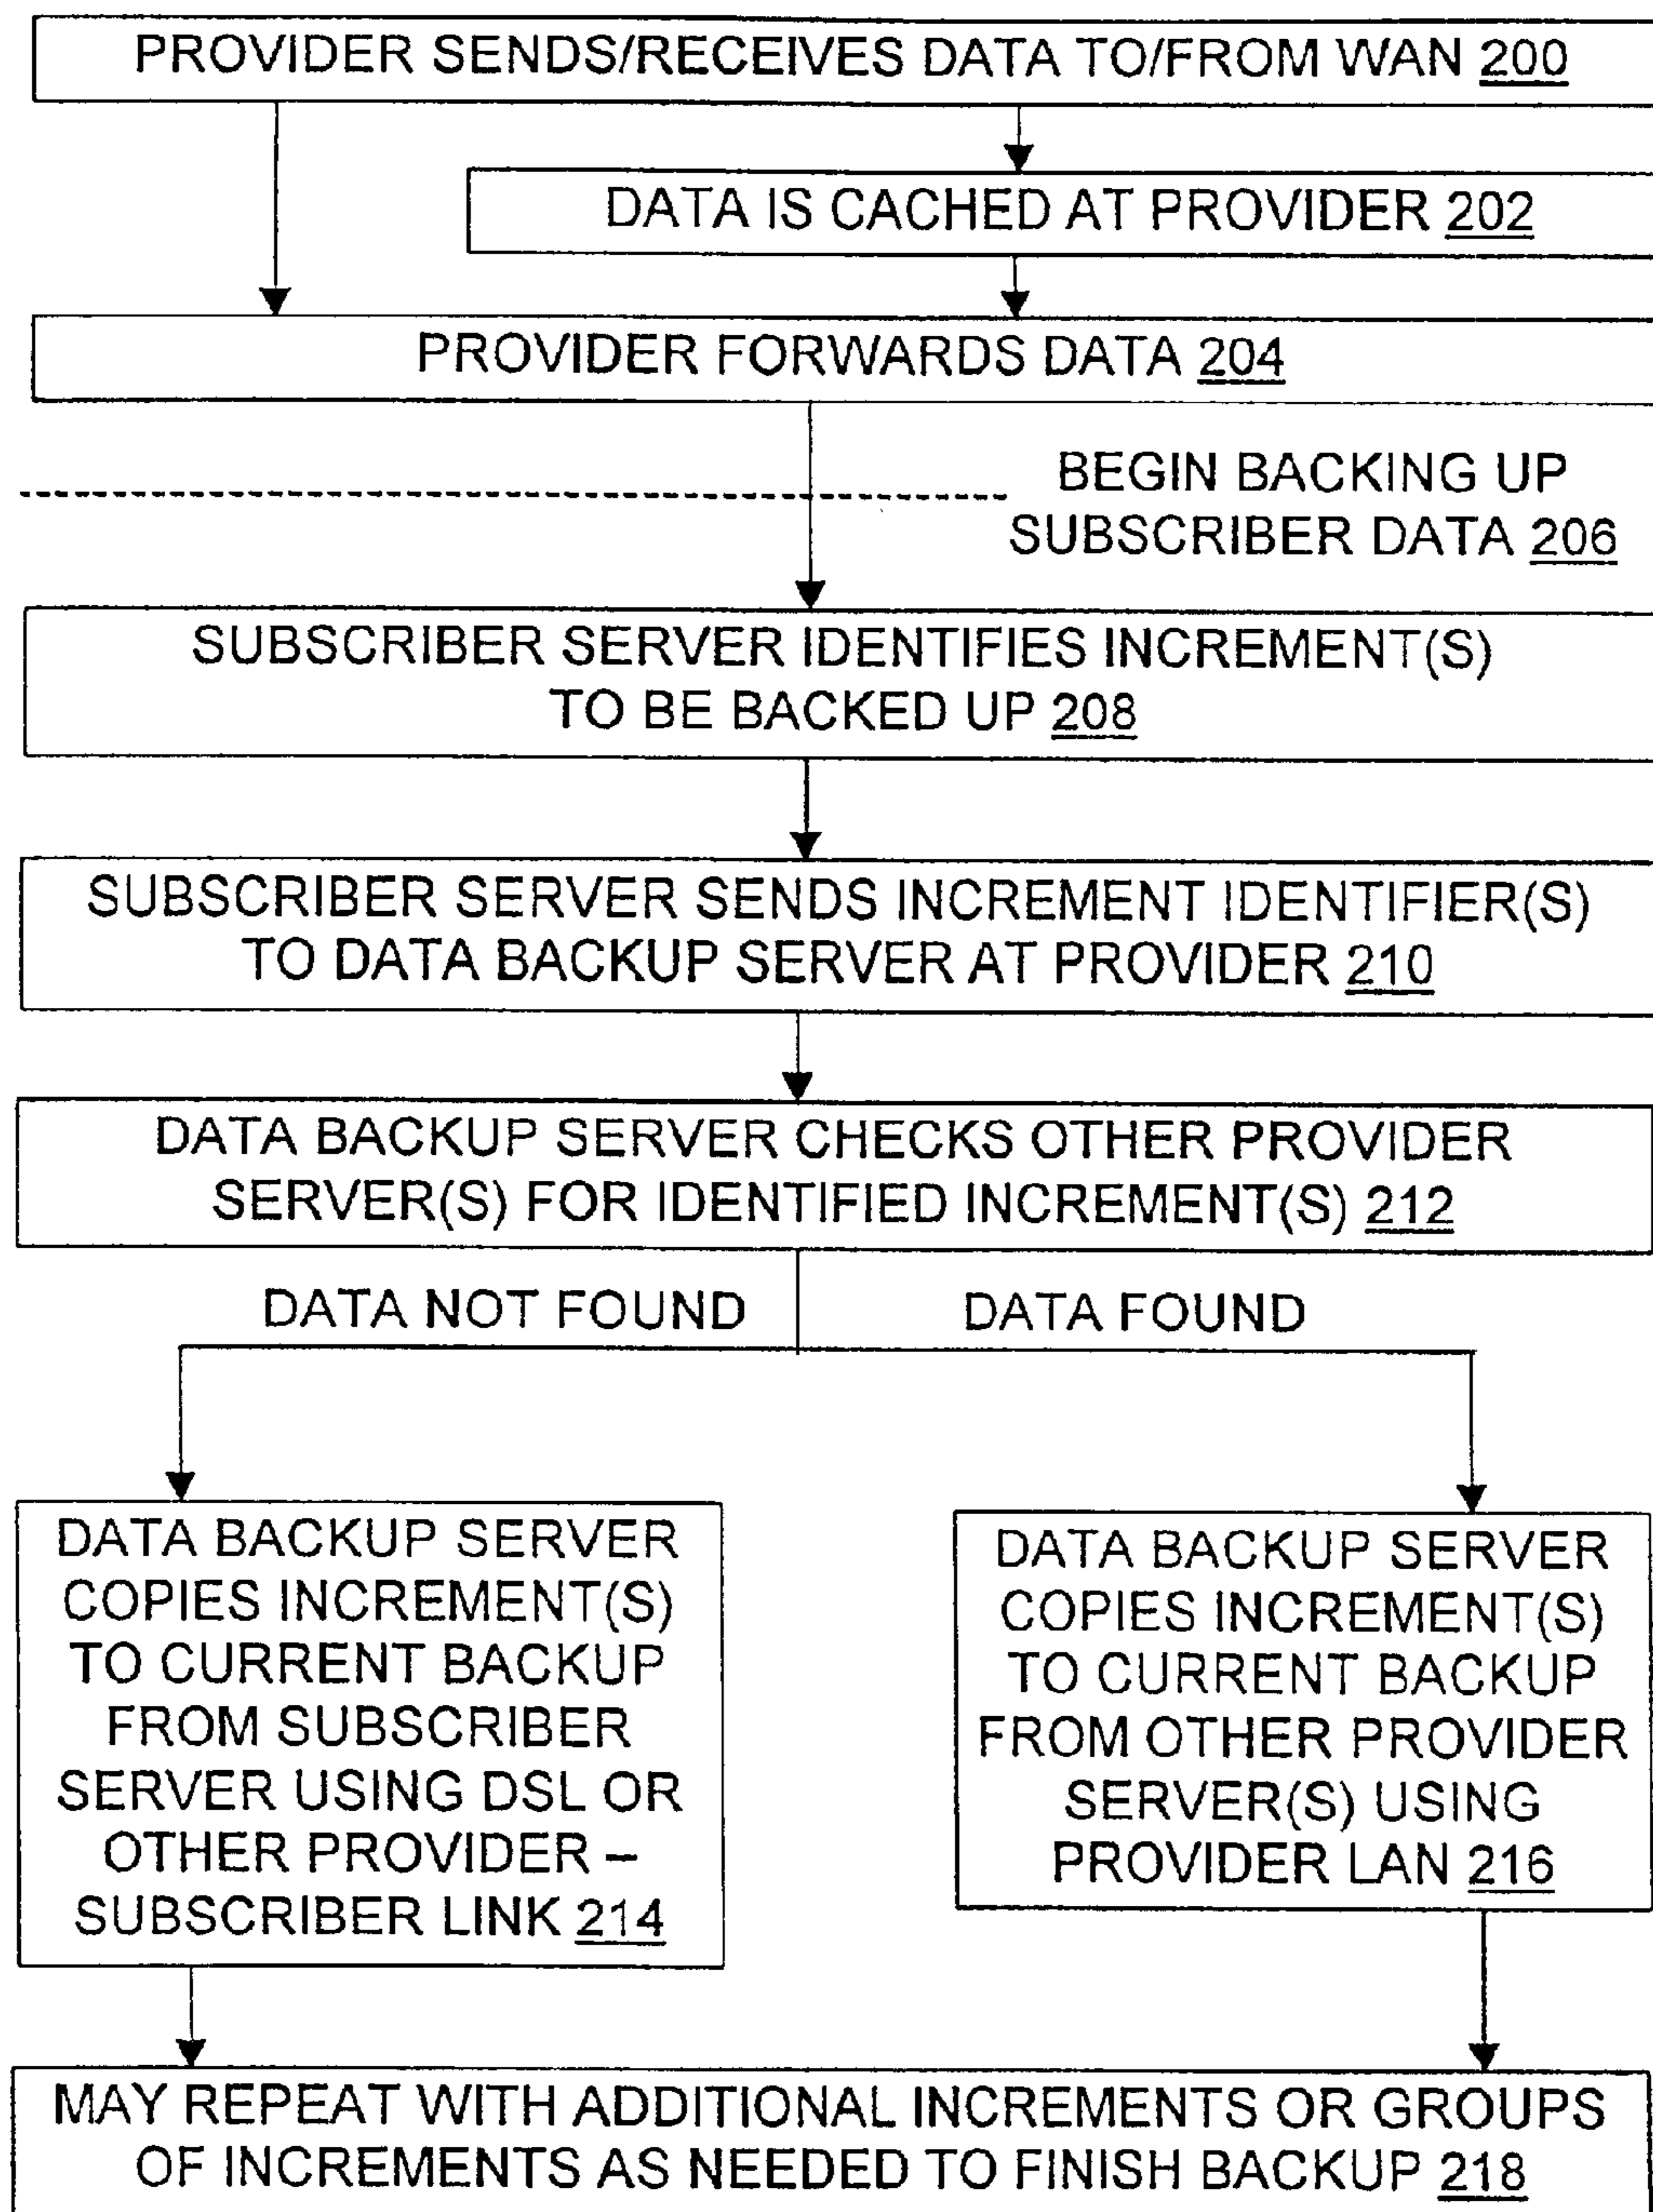 PROVIDER SENDS/RECEIVES DATA TO/FROM WAN 200
DATA IS CACHED AT PROVIDER 202
PROVIDER FORWARDS DATA 204
BEGIN BACKING UP
SUBSCRIBER DATA 206
SUBSCRIBER SERVER IDENTIFIES INCREMENT(S)
TO BE BACKED UP 208
SUBSCRIBER SERVER SENDS INCREMENT IDENTIFIER(S)
TO DATA BACKUP SERVER AT PROVIDER 210
DATA BACKUP SERVER CHECKS OTHER PROVIDER
SERVER(S) FOR IDENTIFIED INCREMENT(S) 212
DATA NOT FOUND
DATA FOUND
DATA BACKUP SERVER
COPIES INCREMENT(S)
TO CURRENT BACKUP
FROM SUBSCRIBER
SERVER USING DSL OR
OTHER PROVIDER –
SUBSCRIBER LINK 214
DATA BACKUP SERVER
COPIES INCREMENT(S)
TO CURRENT BACKUP
FROM OTHER PROVIDER
SERVER(S) USING
PROVIDER LAN 216
MAY REPEAT WITH ADDITIONAL INCREMENTS OR GROUPS
OF INCREMENTS AS NEEDED TO FINISH BACKUP 218